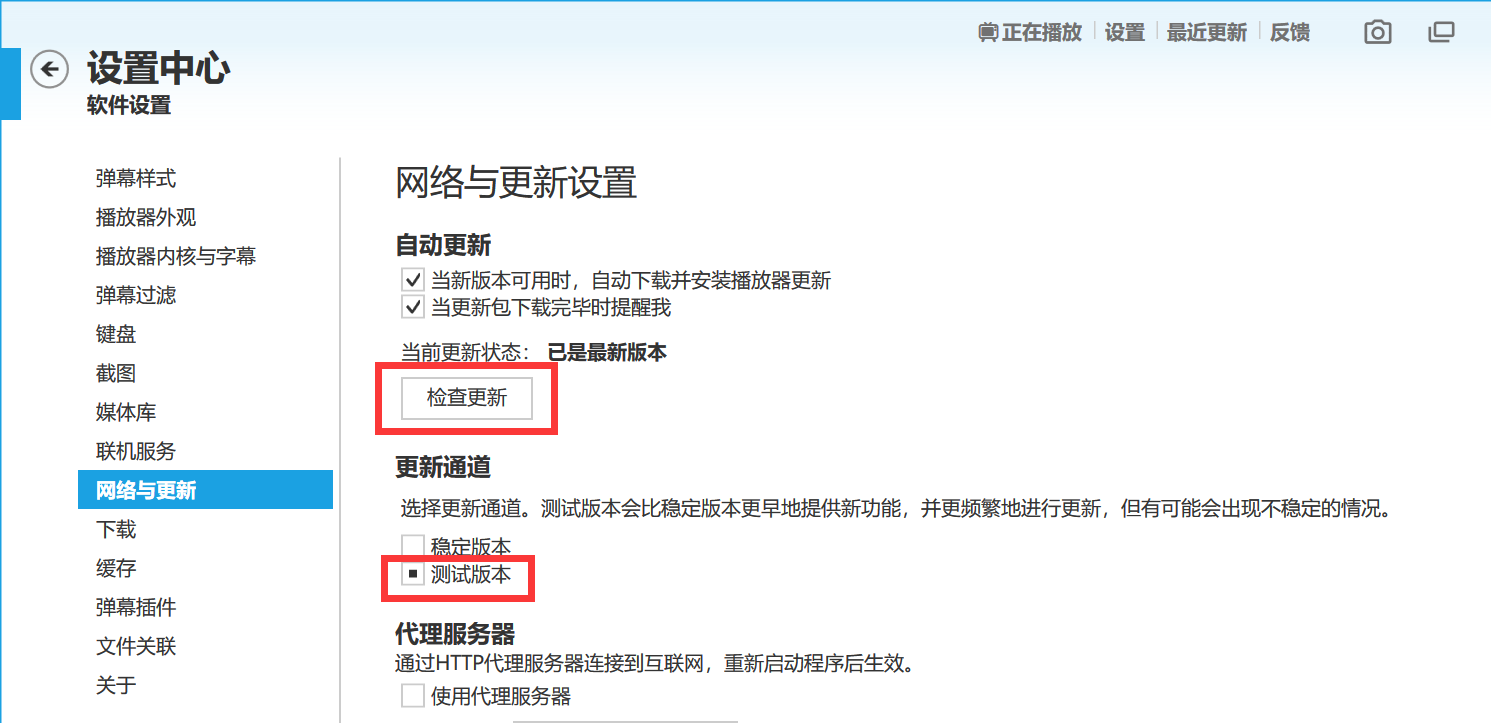 正在播放 设置 最近更新 反馈
设置中心
软件设置
弹幕样式
播放器外观
播放器内核与字幕
弹幕过滤
键盘
截图
媒体库
联机服务
网络与更新
下载
缓存
弹幕插件
文件关联
关于
网络与更新设置
自动更新
当新版本可用时，自动下载并安装播放器更新
当更新包下载完毕时提醒我
当前更新状态： 已是最新版本
检查更新
更新通道
选择更新通道。测试版本会比稳定版本更早地提供新功能，并更频繁地进行更新，但有可能会出现不稳定的情况。
稳定版本
测试版本
代理服务器
通过HTTP代理服务器连接到互联网，重新启动程序后生效。
使用代理服务器